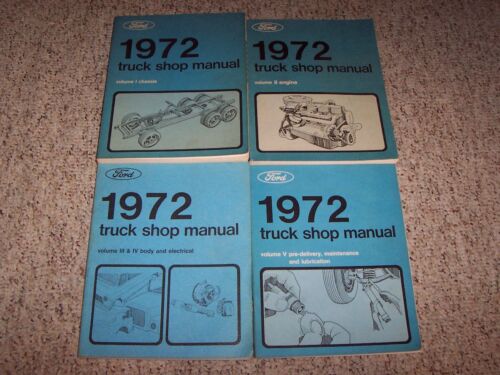 Ford
1972
truck shop manual
volume I chassis
Ford
1972
truck shop manual
volume II engine
Ford
1972
truck shop manual
volume III & IV body and electrical
Ford
1972
truck shop manual
volume V pre-delivery, maintenance
and lubrication